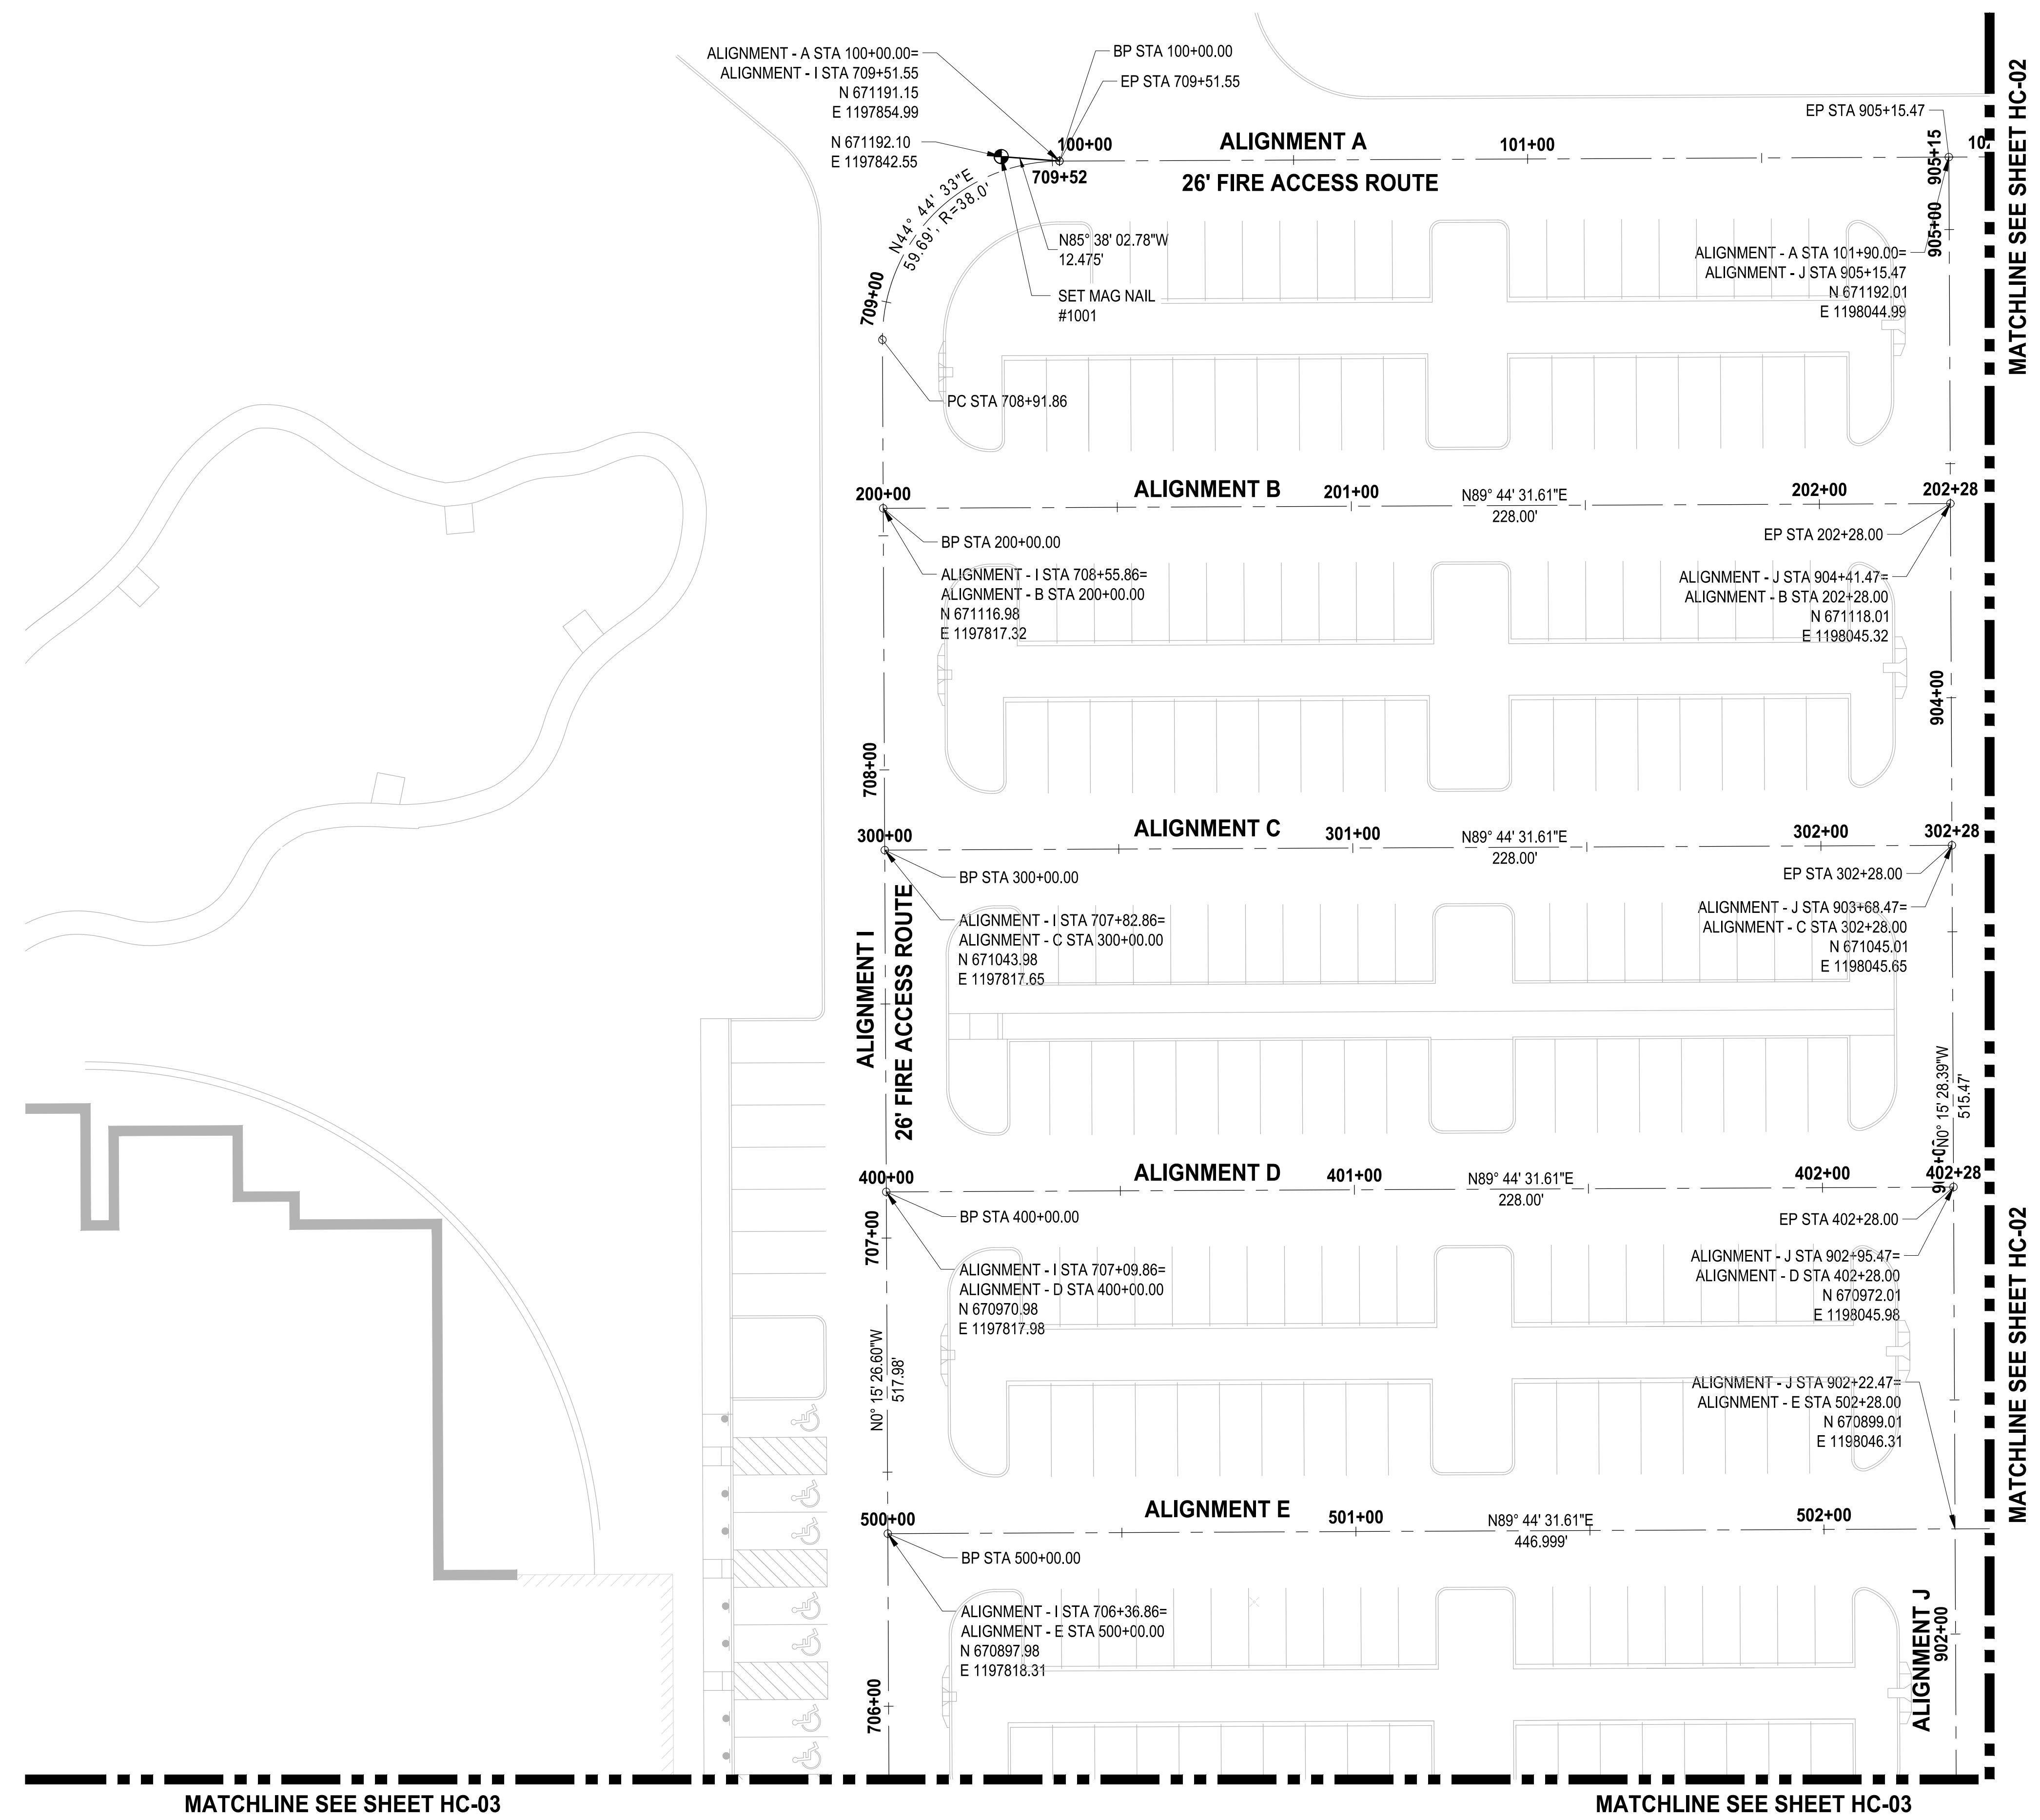 ALIGNMENT - A STA 100+00.00=
ALIGNMENT - I STA 709+51.55
N 671191.15
E 1197854.99
BP STA 100+00.00
EP STA 709+51.55
N 671192.10
E 1197842.55
100+00
709+52
ALIGNMENT A
26' FIRE ACCESS ROUTE
101+00
EP STA 905+15.47
905+15
905+00
MATCHLINE SEE SHEET HC-02
N44° 44' 33"E
59.69', R=38.0'
N85° 38' 02.78"W
12.475'
SET MAG NAIL
#1001
709+00
PC STA 708+91.86
ALIGNMENT - A STA 101+90.00=
ALIGNMENT - J STA 905+15.47
N 671192.01
E 1198044.99
200+00
ALIGNMENT B
201+00
N89° 44' 31.61"E
228.00'
202+00
202+28
BP STA 200+00.00
EP STA 202+28.00
ALIGNMENT - I STA 708+55.86=
ALIGNMENT - B STA 200+00.00
N 671116.98
E 1197817.32
ALIGNMENT - J STA 904+41.47=
ALIGNMENT - B STA 202+28.00
N 671118.01
E 1198045.32
904+00
708+00
300+00
ALIGNMENT C
301+00
N89° 44' 31.61"E
228.00'
302+00
302+28
BP STA 300+00.00
EP STA 302+28.00
ALIGNMENT - I STA 707+82.86=
ALIGNMENT - C STA 300+00.00
N 671043.98
E 1197817.65
ALIGNMENT - J STA 903+68.47=
ALIGNMENT - C STA 302+28.00
N 671045.01
E 1198045.65
ALIGNMENT I
26' FIRE ACCESS ROUTE
N0° 15' 28.39"W
515.47'
400+00
ALIGNMENT D
401+00
N89° 44' 31.61"E
228.00'
402+00
402+28
BP STA 400+00.00
EP STA 402+28.00
707+00
ALIGNMENT - I STA 707+09.86=
ALIGNMENT - D STA 400+00.00
N 670970.98
E 1197817.98
ALIGNMENT - J STA 902+95.47=
ALIGNMENT - D STA 402+28.00
N 670972.01
E 1198045.98
N0° 15' 26.60"W
517.98'
ALIGNMENT - J STA 902+22.47=
ALIGNMENT - E STA 502+28.00
N 670899.01
E 1198046.31
MATCHLINE SEE SHEET HC-02
500+00
ALIGNMENT E
501+00
N89° 44' 31.61"E
446.999'
502+00
BP STA 500+00.00
ALIGNMENT - I STA 706+36.86=
ALIGNMENT - E STA 500+00.00
N 670897.98
E 1197818.31
706+00
ALIGNMENT J
902+00
MATCHLINE SEE SHEET HC-03
MATCHLINE SEE SHEET HC-03